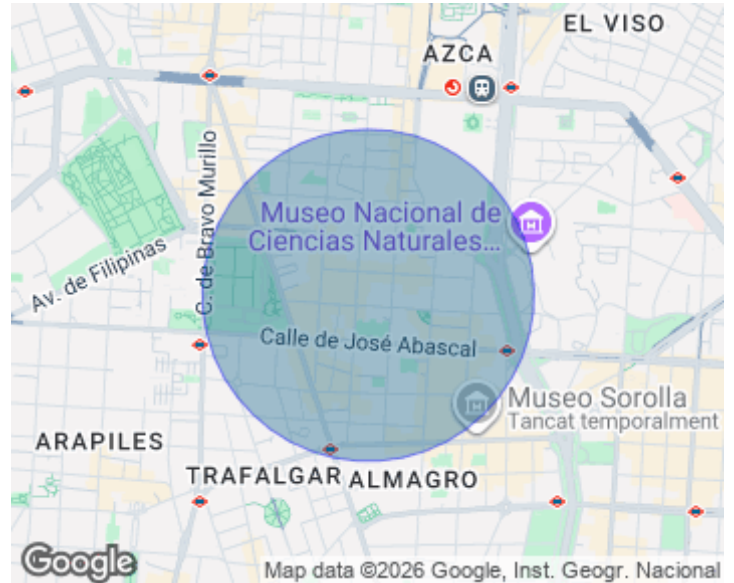 EL VISO
AZCA
Museo Nacional de
Ciencias Naturales...
C. de Bravo Murillo
Av. de Filipinas
Calle de José Abascal
Museo Sorolla
Tancat temporalment
ARAPILES
TRAFALGAR
ALMAGRO
Google
Map data ©2026 Google, Inst. Geogr. Nacional